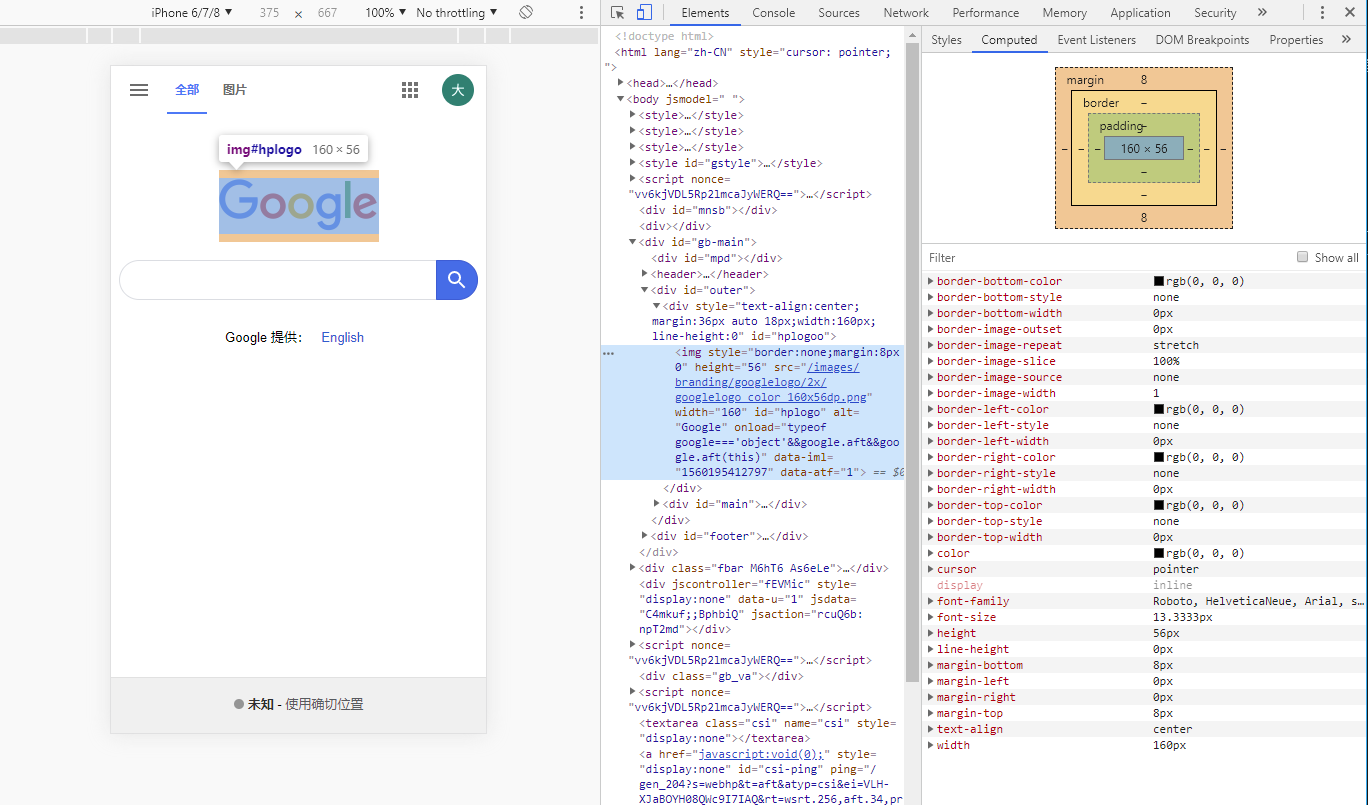 iPhone 6/7/8 ▼ 375 × 667 100% ▼ No throttling ▼
Elements Console Sources Network Performance Memory Application Security »
全部 图片 大
img#hplogo 160 × 56
Google
Google 提供： English
未知 - 使用确切位置
<!doctype html>
<html lang="zh-CN" style="cursor: pointer;
">
<head>…</head>
<body jsmodel=" ">
<style>…</style>
<style>…</style>
<style>…</style>
<style id="gstyle">…</style>
<script nonce=
"vv6kjVDL5Rp2lmcaJyWERQ==">…</script>
<div id="mnsb"></div>
<div></div>
<div id="gb-main">
<div id="mpd"></div>
<header>…</header>
<div id="outer">
<div style="text-align:center;
margin:36px auto 18px;width:160px;
line-height:0" id="hplogoo">
<img style="border:none;margin:8px
0" height="56" src="/images/
branding/googlelogo/2x/
googlelogo_color_160x56dp.png"
width="160" id="hplogo" alt=
"Google" onload="typeof
google==='object'&&google.aft&&goo
gle.aft(this)" data-iml=
"1560195412797" data-atf="1"> == $0
</div>
<div id="main">…</div>
</div>
<div id="footer">…</div>
</div>
<div class="fbar M6hT6 As6eLe">…</div>
<div jscontroller="fEVMic" style=
"display:none" data-u="1" jsdata=
"C4mkuf;;BphbiQ" jsaction="rcuQ6b:
npT2md"></div>
<script nonce=
"vv6kjVDL5Rp2lmcaJyWERQ==">…</script>
<div class="gb_va"></div>
<script nonce=
"vv6kjVDL5Rp2lmcaJyWERQ==">…</script>
<textarea class="csi" name="csi" style=
"display:none"></textarea>
<a href="javascript:void(0);" style=
"display:none" id="csi-ping" ping="/
gen_204?s=webhp&t=aft&atyp=csi&ei=VLH-
XJaBOYH08QWc9I7IAQ&rt=wsrt.256,aft.34,pr
Styles Computed Event Listeners DOM Breakpoints Properties »
margin 8
border –
padding –
– – – 160 × 56 – – –
–
–
8
Filter Show all
border-bottom-color rgb(0, 0, 0)
border-bottom-style none
border-bottom-width 0px
border-image-outset 0px
border-image-repeat stretch
border-image-slice 100%
border-image-source none
border-image-width 1
border-left-color rgb(0, 0, 0)
border-left-style none
border-left-width 0px
border-right-color rgb(0, 0, 0)
border-right-style none
border-right-width 0px
border-top-color rgb(0, 0, 0)
border-top-style none
border-top-width 0px
color rgb(0, 0, 0)
cursor pointer
display inline
font-family Roboto, HelveticaNeue, Arial, s…
font-size 13.3333px
height 56px
line-height 0px
margin-bottom 8px
margin-left 0px
margin-right 0px
margin-top 8px
text-align center
width 160px